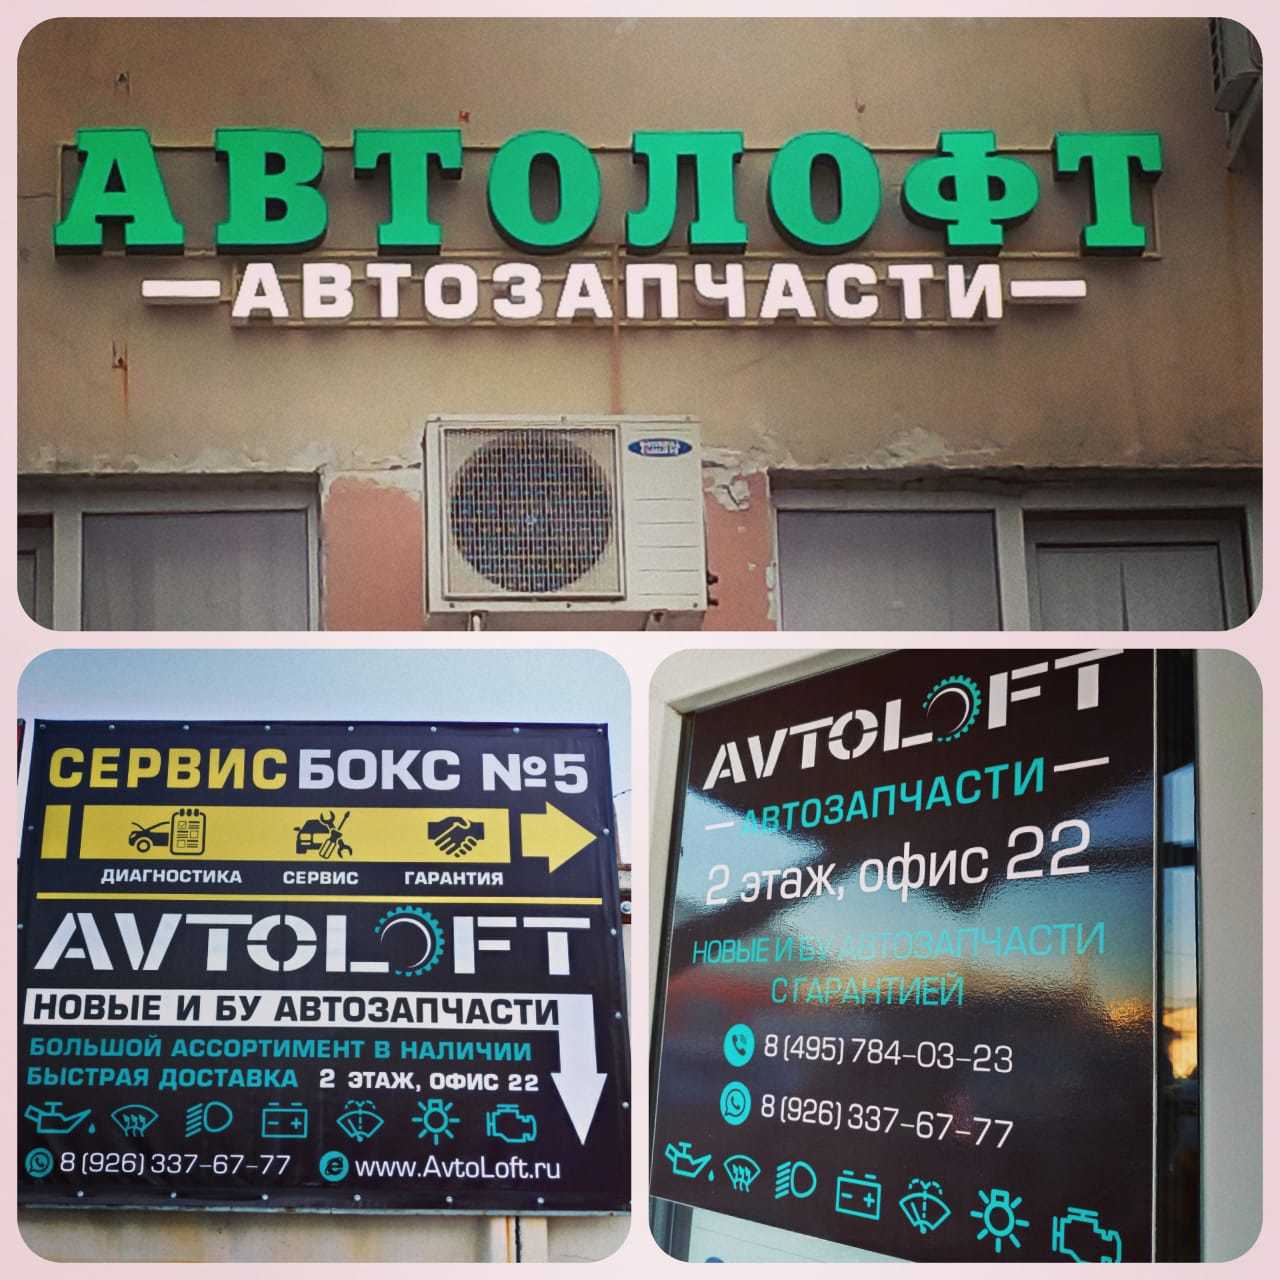 АВТОЛОФТ
АВТОЗАПЧАСТИ
СЕРВИС БОКС №5
ДИАГНОСТИКА СЕРВИС ГАРАНТИЯ
AVTOLOFT
НОВЫЕ И БУ АВТОЗАПЧАСТИ
БОЛЬШОЙ АССОРТИМЕНТ В НАЛИЧИИ
БЫСТРАЯ ДОСТАВКА 2 ЭТАЖ, ОФИС 22
8 (926) 337-67-77 www.AvtoLoft.ru
AVTOLOFT
АВТОЗАПЧАСТИ
2 этаж, офис 22
НОВЫЕ И БУ АВТОЗАПЧАСТИ
С ГАРАНТИЕЙ
8 (495) 784-03-23
8 (926) 337-67-77